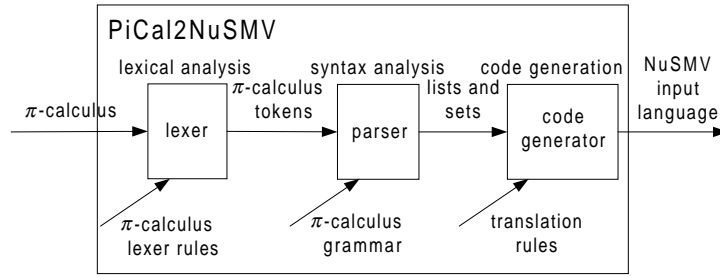 PiCal2NuSMV
lexical analysis
syntax analysis
code generation
π-calculus
lexer
π-calculus
tokens
parser
lists and
sets
code
generator
NuSMV
input
language
π-calculus
lexer rules
π-calculus
grammar
translation
rules